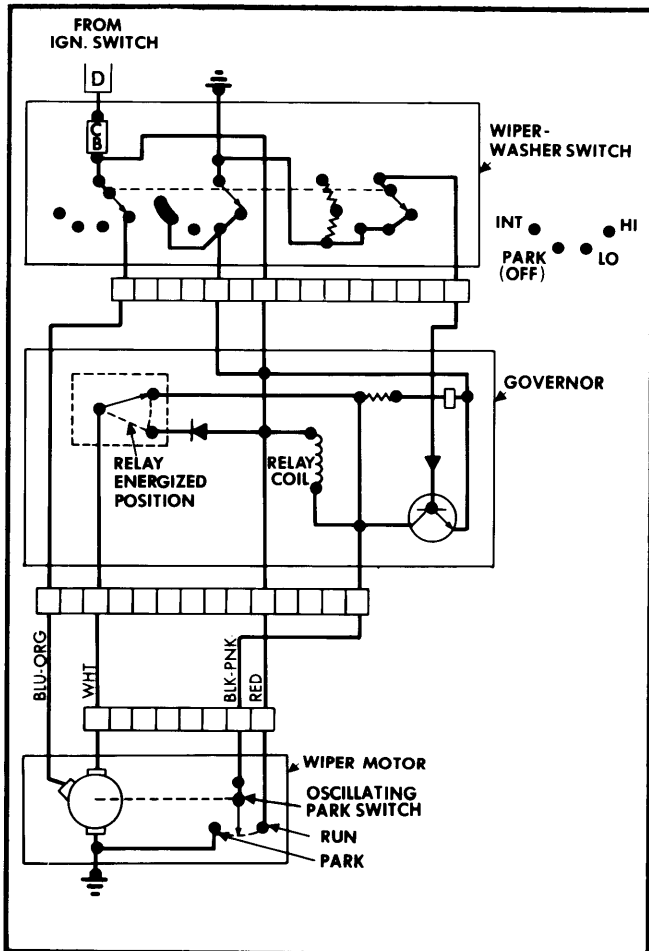 FROM
IGN. SWITCH
D
CB
WIPER-
WASHER SWITCH
INT
HI
PARK
(OFF)
LO
GOVERNOR
RELAY
ENERGIZED
POSITION
RELAY
COIL
BLU-ORG
WHT
BLK-PNK
RED
WIPER MOTOR
OSCILLATING
PARK SWITCH
RUN
PARK